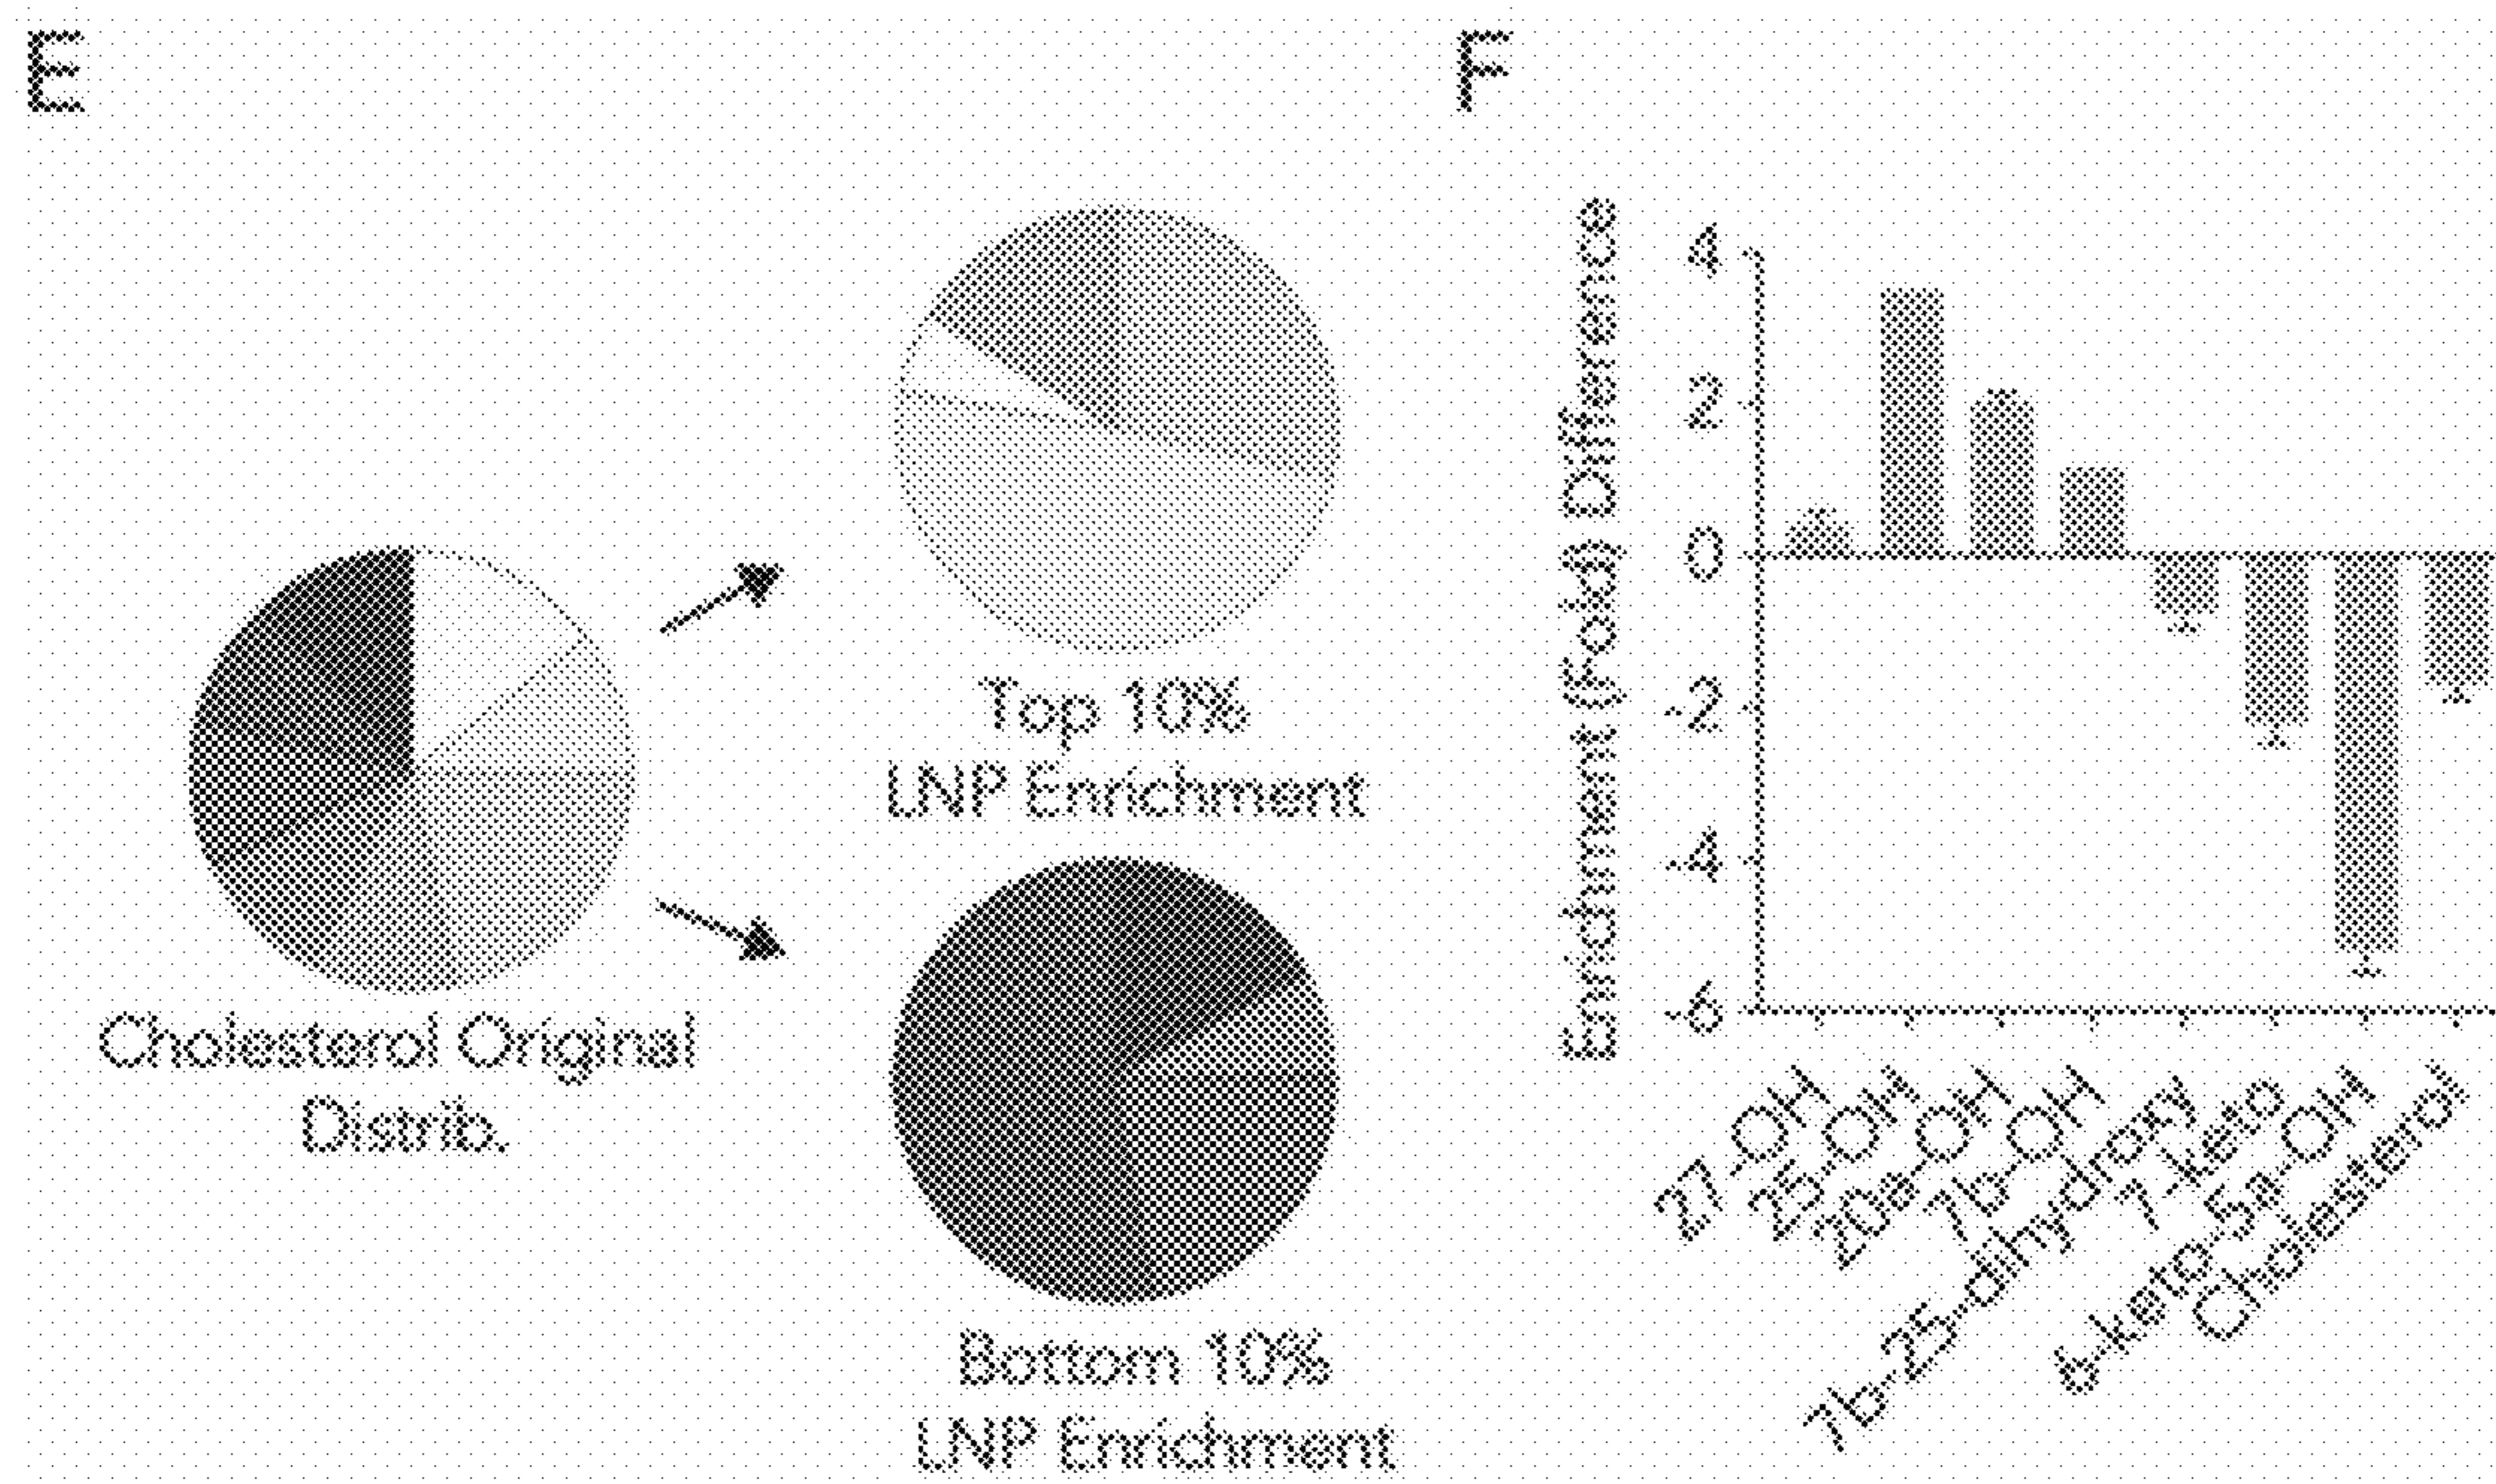 E
Cholesterol Original
Distrib.
Top 10%
LNP Enrichment
Bottom 10%
LNP Enrichment
F
Enrichment (Fold) Difference
4
2
0
-2
-4
-6
27-OH
25-OH
20a-OH
7b-OH
7b-25-dihydroxy
7-keto
6-keto-5a-OH
Cholesterol